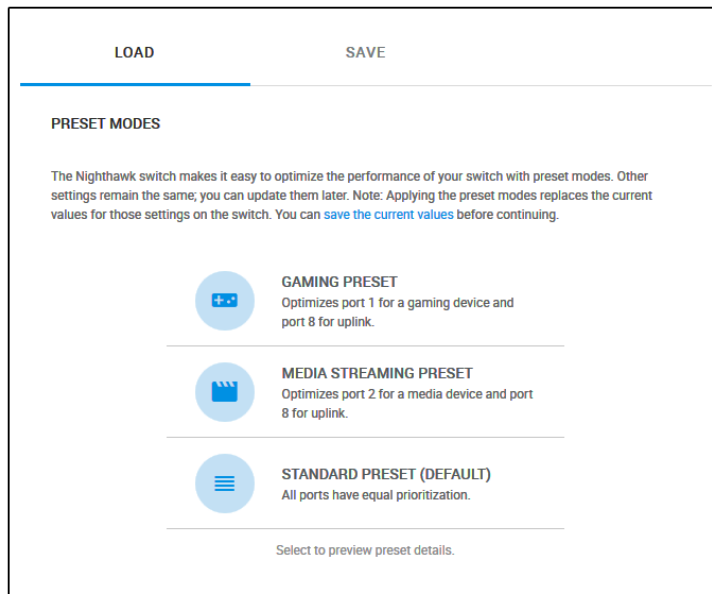 LOAD
SAVE
PRESET MODES
The Nighthawk switch makes it easy to optimize the performance of your switch with preset modes. Other
settings remain the same; you can update them later. Note: Applying the preset modes replaces the current
values for those settings on the switch. You can save the current values before continuing.
GAMING PRESET
Optimizes port 1 for a gaming device and
port 8 for uplink.
MEDIA STREAMING PRESET
Optimizes port 2 for a media device and port
8 for uplink.
STANDARD PRESET (DEFAULT)
All ports have equal prioritization.
Select to preview preset details.